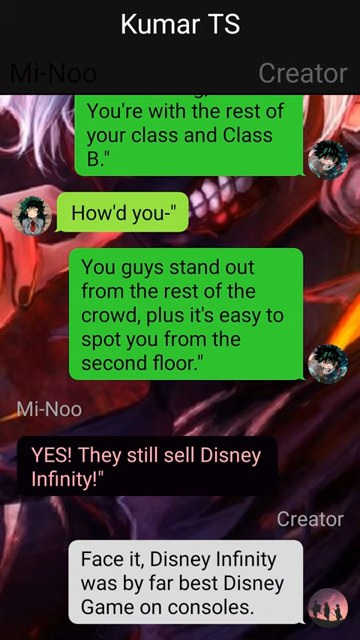 Kumar TS
Mi-Noo
Creator
You're with the rest of
your class and Class
B."
How'd you-"
You guys stand out
from the rest of the
crowd, plus it's easy to
spot you from the
second floor."
Mi-Noo
YES! They still sell Disney
Infinity!"
Creator
Face it, Disney Infinity
was by far best Disney
Game on consoles.